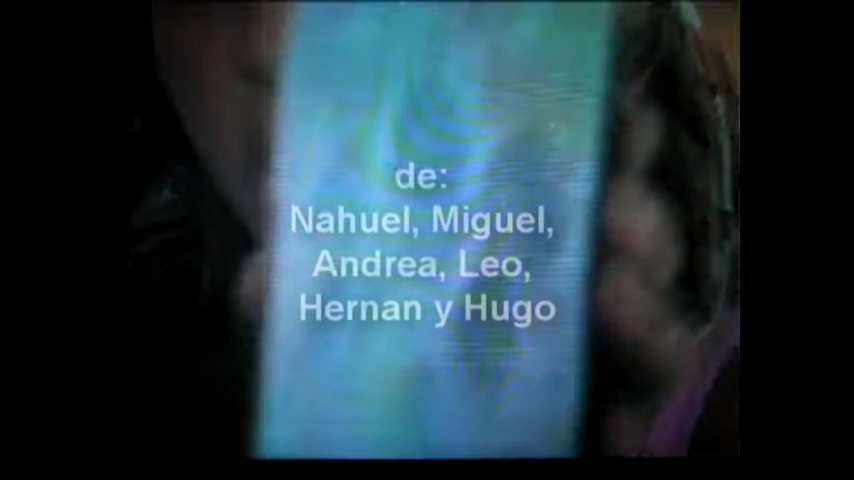 de:
Nahuel, Miguel,
Andrea, Leo,
Hernan y Hugo